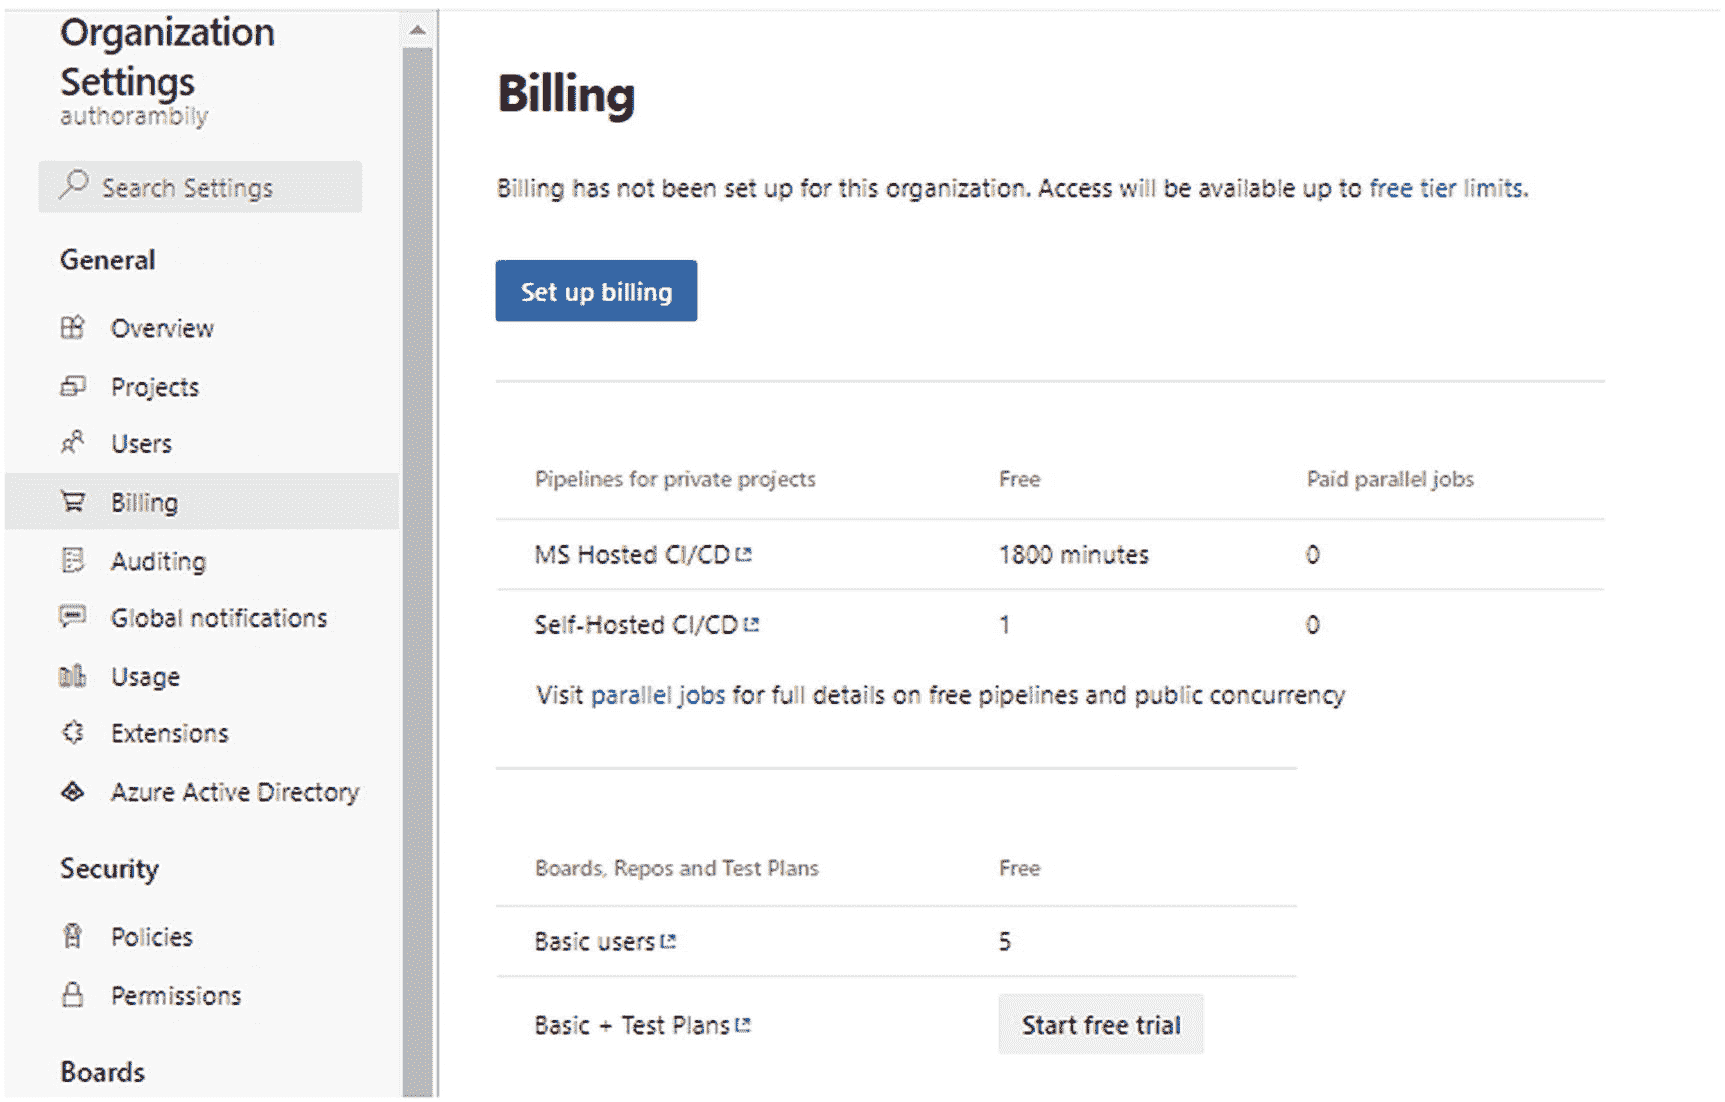 Organization
Settings
authorambily
Search Settings
General
Overview
Projects
Users
Billing
Auditing
Global notifications
Usage
Extensions
Azure Active Directory
Security
Policies
Permissions
Boards
Billing
Billing has not been set up for this organization. Access will be available up to free tier limits.
Set up billing
Pipelines for private projects Free Paid parallel jobs
MS Hosted CI/CD 1800 minutes 0
Self-Hosted CI/CD 1 0
Visit parallel jobs for full details on free pipelines and public concurrency
Boards, Repos and Test Plans Free
Basic users 5
Basic + Test Plans Start free trial